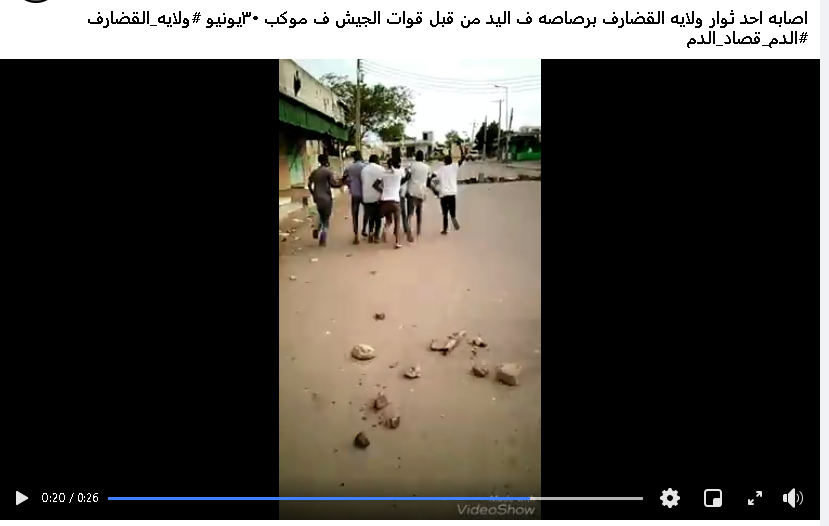 اصابه احد ثوار ولايه القضارف برصاصه ف اليد من قبل قوات الجيش ف موكب ٣٠يونيو #ولايه_القضارف
#الدم_قصاد_الدم
0:20 / 0:26
VideoShow